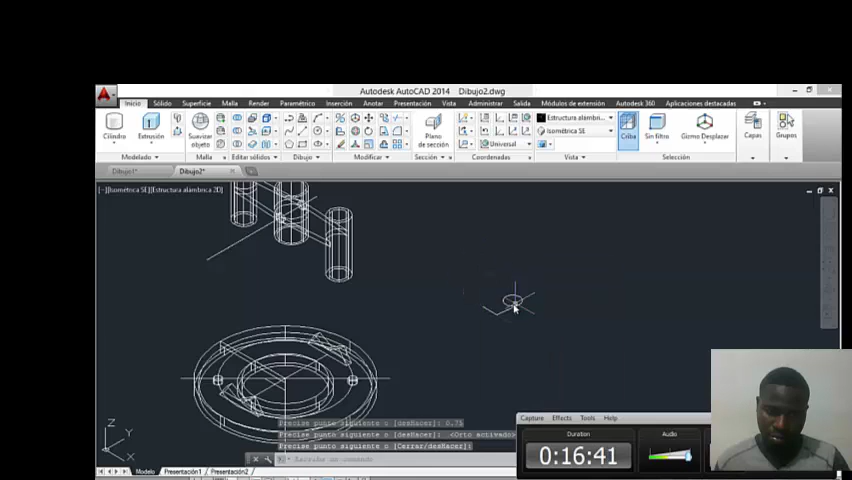 Autodesk AutoCAD 2014 Dibujo2.dwg
Inicio Sólido Superficie Malla Render Paramétrico Inserción Anotar Presentación Vista Administrar Salida Módulos de extensión Autodesk 360 Aplicaciones destacadas
Estructura alámbri...
Isométrica SE
Universal
Cilindro Extrusión Suavizar objeto Plano de sección Criba Sin filtro Gizmo Desplazar Capas Grupos
Modelado Malla Editar sólidos Dibujo Modificar Sección Coordenadas Vista Selección
Dibujo1* Dibujo2*
[–][Isométrica SE][Estructura alámbrica 2D]
Precise punto siguiente o [desHacer]: 0.75
Precise punto siguiente o [desHacer]: <Orto activado>
Precise punto siguiente o [Cerrar/desHacer]:
Escriba un comando
Z
Y
X
Modelo Presentación1 Presentación2
Capture Effects Tools Help
Duration Audio
0:16:41